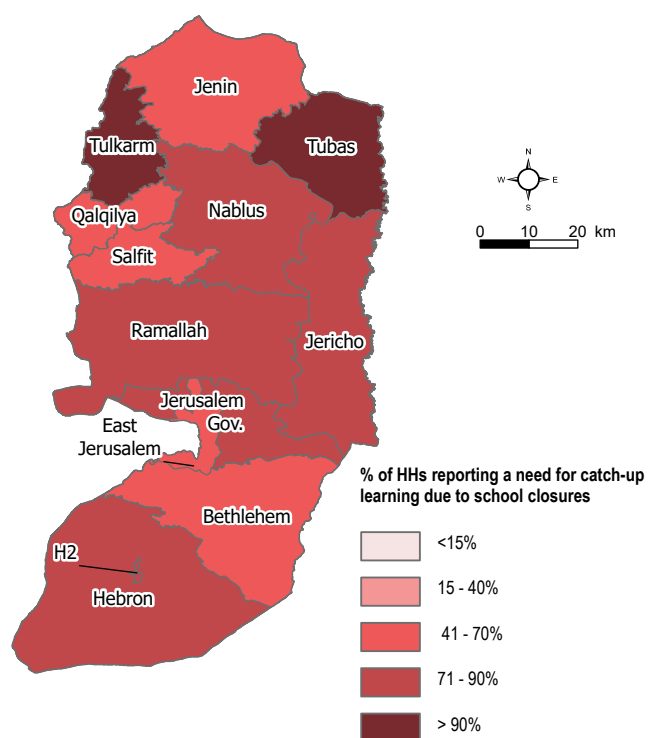 Jenin
Tulkarm
Tubas
N
W E
S
Qalqilya
Nablus
Salfit
0 10 20 km
Ramallah
Jericho
Jerusalem
Gov.
East
Jerusalem
% of HHs reporting a need for catch-up
learning due to school closures
Bethlehem
<15%
H2
15 - 40%
Hebron
41 - 70%
71 - 90%
> 90%